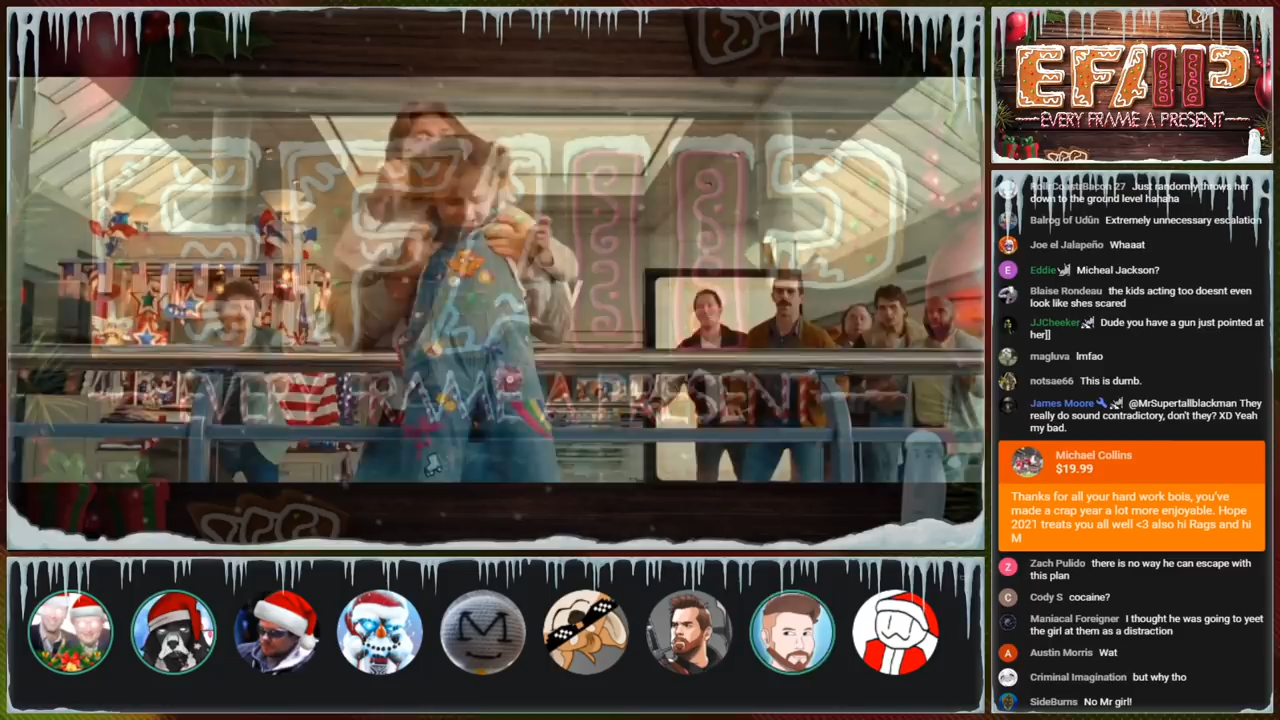 EFAP
EVERY FRAME A PRESENT
EFAP
EVERY FRAME A PRESENT
RollrCoastrBacon 27 Just randomly throws her
down to the ground level hahaha
Balrog of Udûn Extremely unnecessary escalation
Joe el Jalapeño Whaaat
E
Eddie Micheal Jackson?
Blaise Rondeau the kids acting too doesnt even
look like shes scared
JJCheeker Dude you have a gun just pointed at
her]]
magluva lmfao
notsae66 This is dumb.
James Moore @MrSupertallblackman They
really do sound contradictory, don't they? XD Yeah
my bad.
Michael Collins
$19.99
Thanks for all your hard work bois, you've
made a crap year a lot more enjoyable. Hope
2021 treats you all well <3 also hi Rags and hi
M
Z
Zach Pulido there is no way he can escape with
this plan
C
Cody S cocaine?
Maniacal Foreigner I thought he was going to yeet
the girl at them as a distraction
A
Austin Morris Wat
Criminal Imagination but why tho
SideBurns No Mr girl!
M